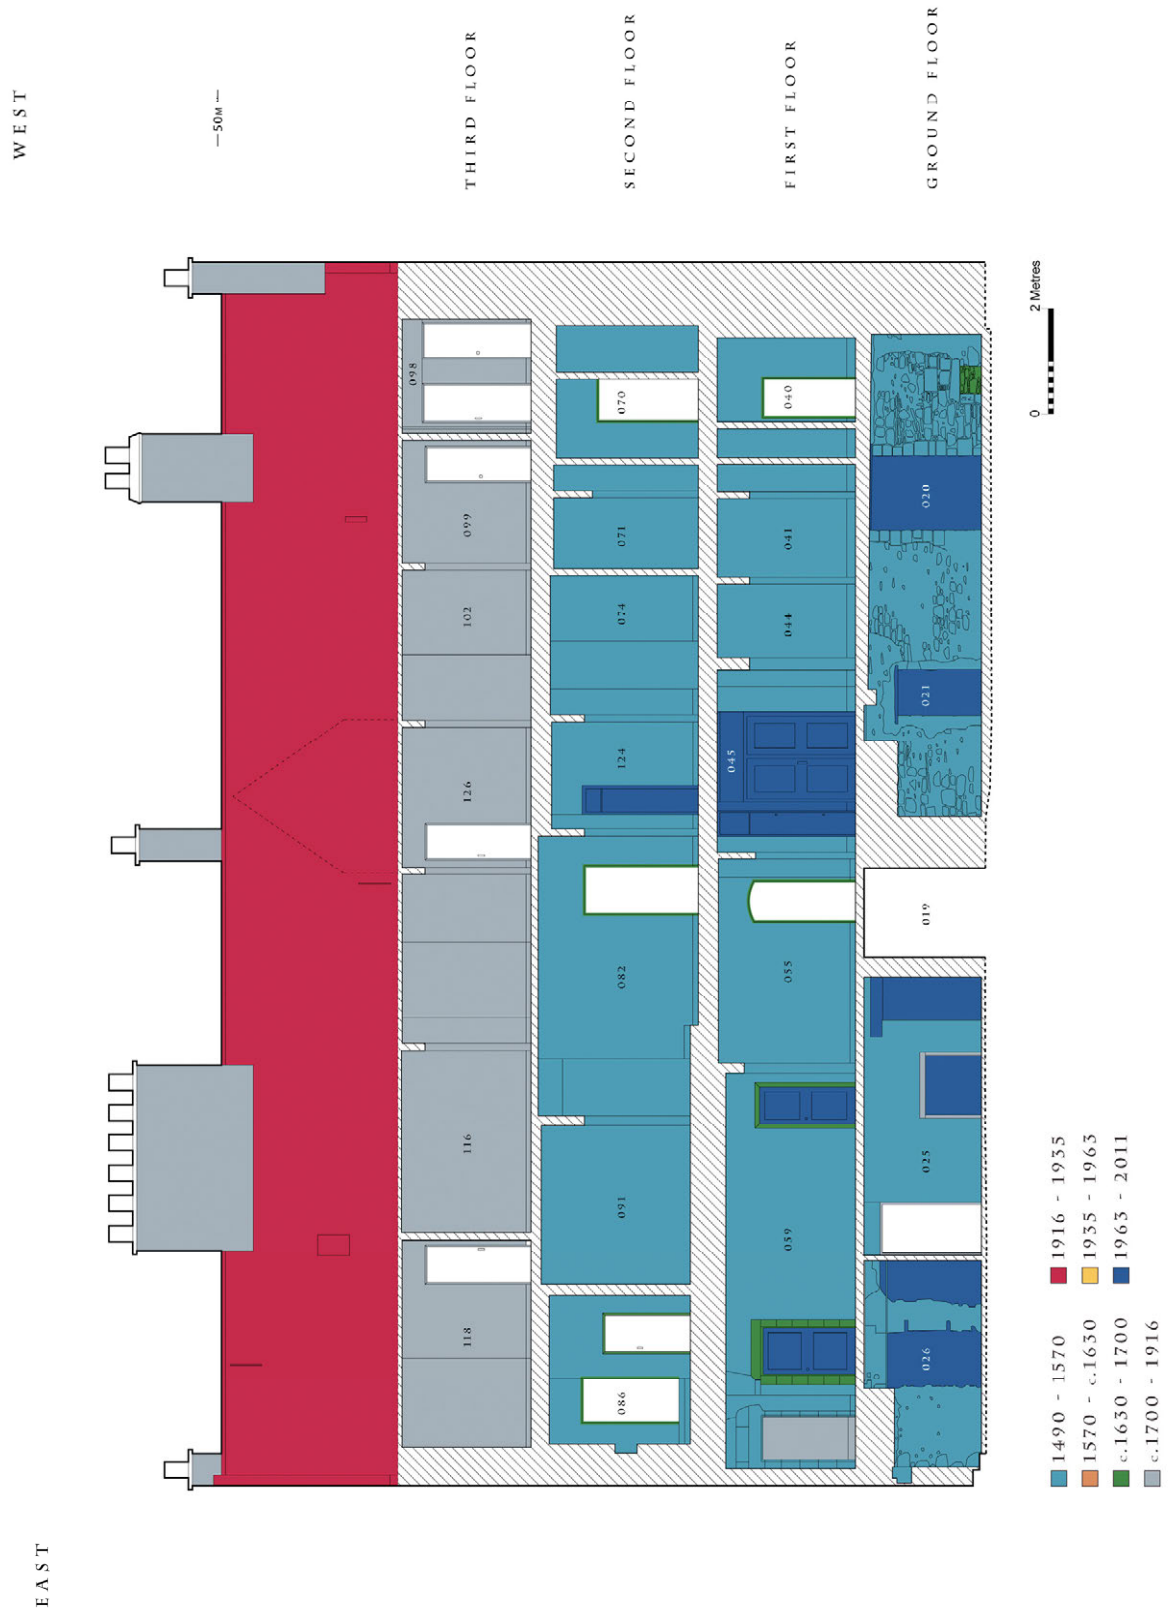 EAST
WEST
—50M—
THIRD FLOOR
118
116
126
102
099
098
SECOND FLOOR
086
091
082
124
074
071
070
FIRST FLOOR
059
055
045
044
041
040
GROUND FLOOR
026
025
019
021
020
0
2 Metres
1490 - 1570
1570 - c.1630
c.1630 - 1700
c.1700 - 1916
1916 - 1935
1935 - 1963
1963 - 2011